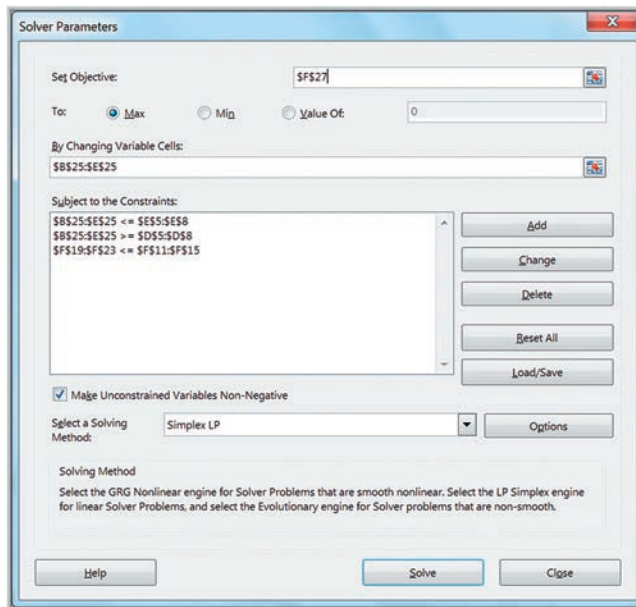 Solver Parameters
Set Objective:
$F$27
To:
Max
Min
Value Of:
0
By Changing Variable Cells:
$B$25:$E$25
Subject to the Constraints:
$B$25:$E$25 <= $E$5:$E$8
$B$25:$E$25 >= $D$5:$D$8
$F$19:$F$23 <= $F$11:$F$15
Add
Change
Delete
Reset All
Load/Save
Make Unconstrained Variables Non-Negative
Select a Solving
Method:
Simplex LP
Options
Solving Method
Select the GRG Nonlinear engine for Solver Problems that are smooth nonlinear. Select the LP Simplex engine
for linear Solver Problems, and select the Evolutionary engine for Solver problems that are non-smooth.
Help
Solve
Close